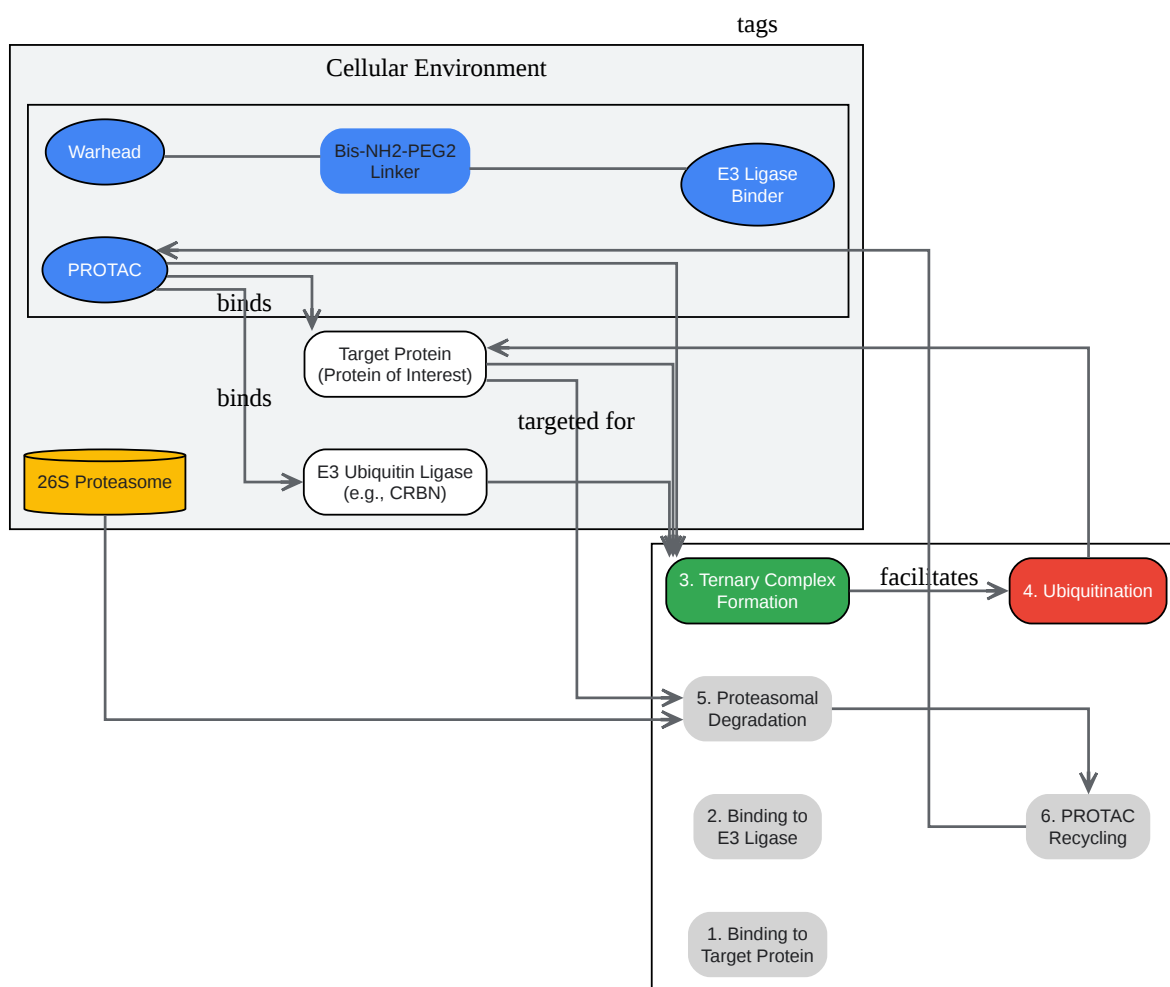 tags
Cellular Environment
Warhead
Bis-NH2-PEG2
Linker
E3 Ligase
Binder
PROTAC
binds
Target Protein
(Protein of Interest)
binds
targeted for
26S Proteasome
E3 Ubiquitin Ligase
(e.g., CRBN)
3. Ternary Complex
Formation
facilitates
4. Ubiquitination
5. Proteasomal
Degradation
2. Binding to
E3 Ligase
6. PROTAC
Recycling
1. Binding to
Target Protein